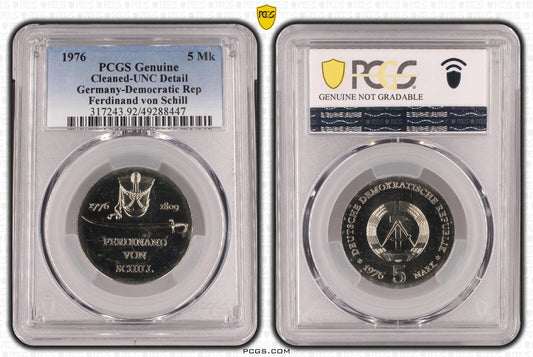 PCGS
1976 5 Mk
PCGS Genuine
Cleaned-UNC Detail
Germany-Democratic Rep
Ferdinand von Schill
317243.92/49288447
1776 1809
FERDINAND
VON
SCHILL
PCGS
GENUINE NOT GRADABLE
DEUTSCHE DEMOKRATISCHE REPUBLIK
1976 5 MARK
PCGS.COM